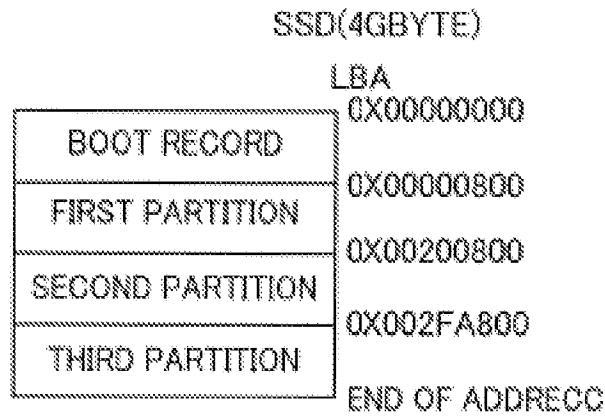 SSD(4GBYTE)
LBA
0X00000000
BOOT RECORD
0X00000800
FIRST PARTITION
0X00200800
SECOND PARTITION
0X002FA800
THIRD PARTITION
END OF ADDRECC